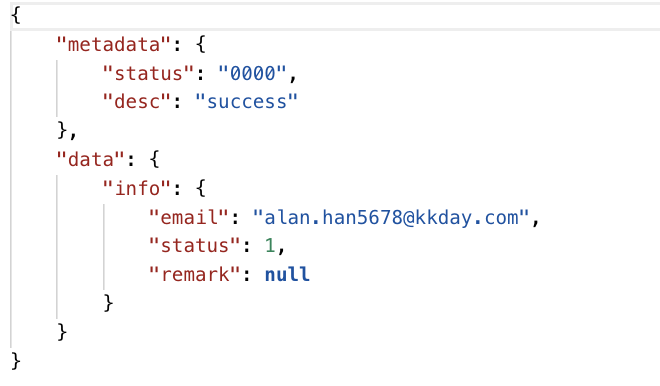 {
    "metadata": {
        "status": "0000",
        "desc": "success"
    },
    "data": {
        "info": {
            "email": "alan.han5678@kkday.com",
            "status": 1,
            "remark": null
        }
    }
}